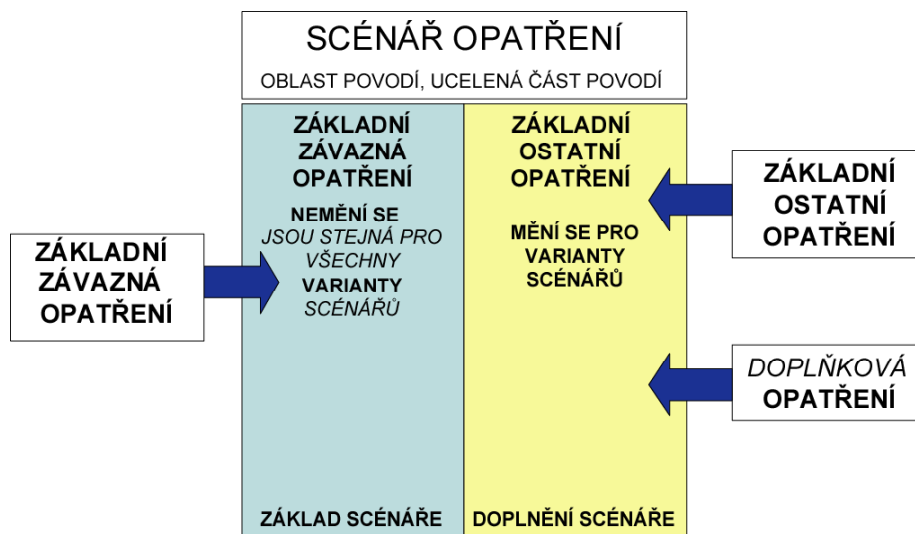 SCÉNÁŘ OPATŘENÍ
OBLAST POVODÍ, UCELENÁ ČÁST POVODÍ
ZÁKLADNÍ
ZÁVAZNÁ
OPATŘENÍ
NEMĚNÍ SE
JSOU STEJNÁ PRO
VŠECHNY
VARIANTY
SCÉNÁŘŮ
ZÁKLAD SCÉNÁŘE
ZÁKLADNÍ
OSTATNÍ
OPATŘENÍ
MĚNÍ SE PRO
VARIANTY
SCÉNÁŘŮ
DOPLNĚNÍ SCÉNÁŘE
ZÁKLADNÍ
ZÁVAZNÁ
OPATŘENÍ
ZÁKLADNÍ
OSTATNÍ
OPATŘENÍ
DOPLŇKOVÁ
OPATŘENÍ